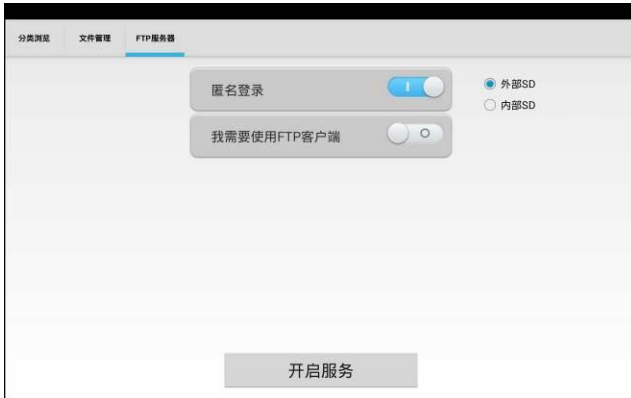 分类浏览 文件管理 FTP服务器
匿名登录
外部SD
内部SD
我需要使用FTP客户端
开启服务